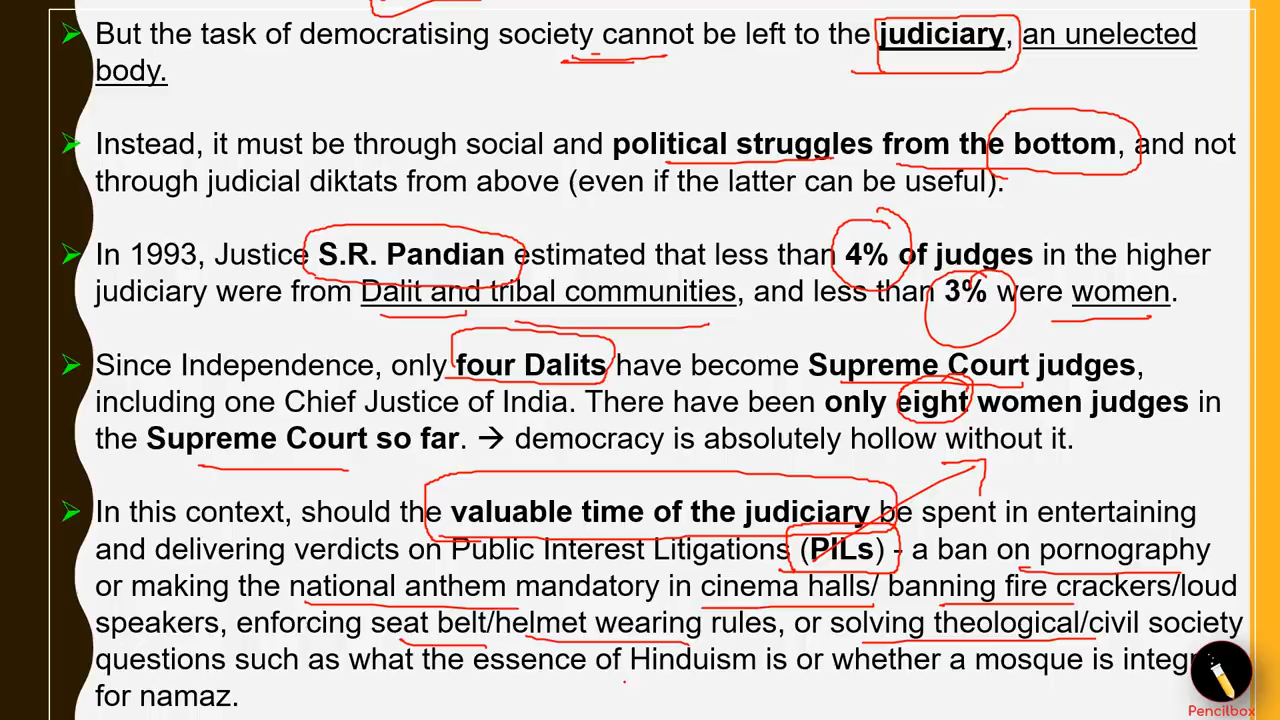 But the task of democratising society cannot be left to the judiciary, an unelected
body.
Instead, it must be through social and political struggles from the bottom, and not
through judicial diktats from above (even if the latter can be useful).
In 1993, Justice S.R. Pandian estimated that less than 4% of judges in the higher
judiciary were from Dalit and tribal communities, and less than 3% were women.
Since Independence, only four Dalits have become Supreme Court judges,
including one Chief Justice of India. There have been only eight women judges in
the Supreme Court so far. → democracy is absolutely hollow without it.
In this context, should the valuable time of the judiciary be spent in entertaining
and delivering verdicts on Public Interest Litigations (PILs) - a ban on pornography
or making the national anthem mandatory in cinema halls/ banning fire crackers/loud
speakers, enforcing seat belt/helmet wearing rules, or solving theological/civil society
questions such as what the essence of Hinduism is or whether a mosque is
for namaz.
Pencilbox